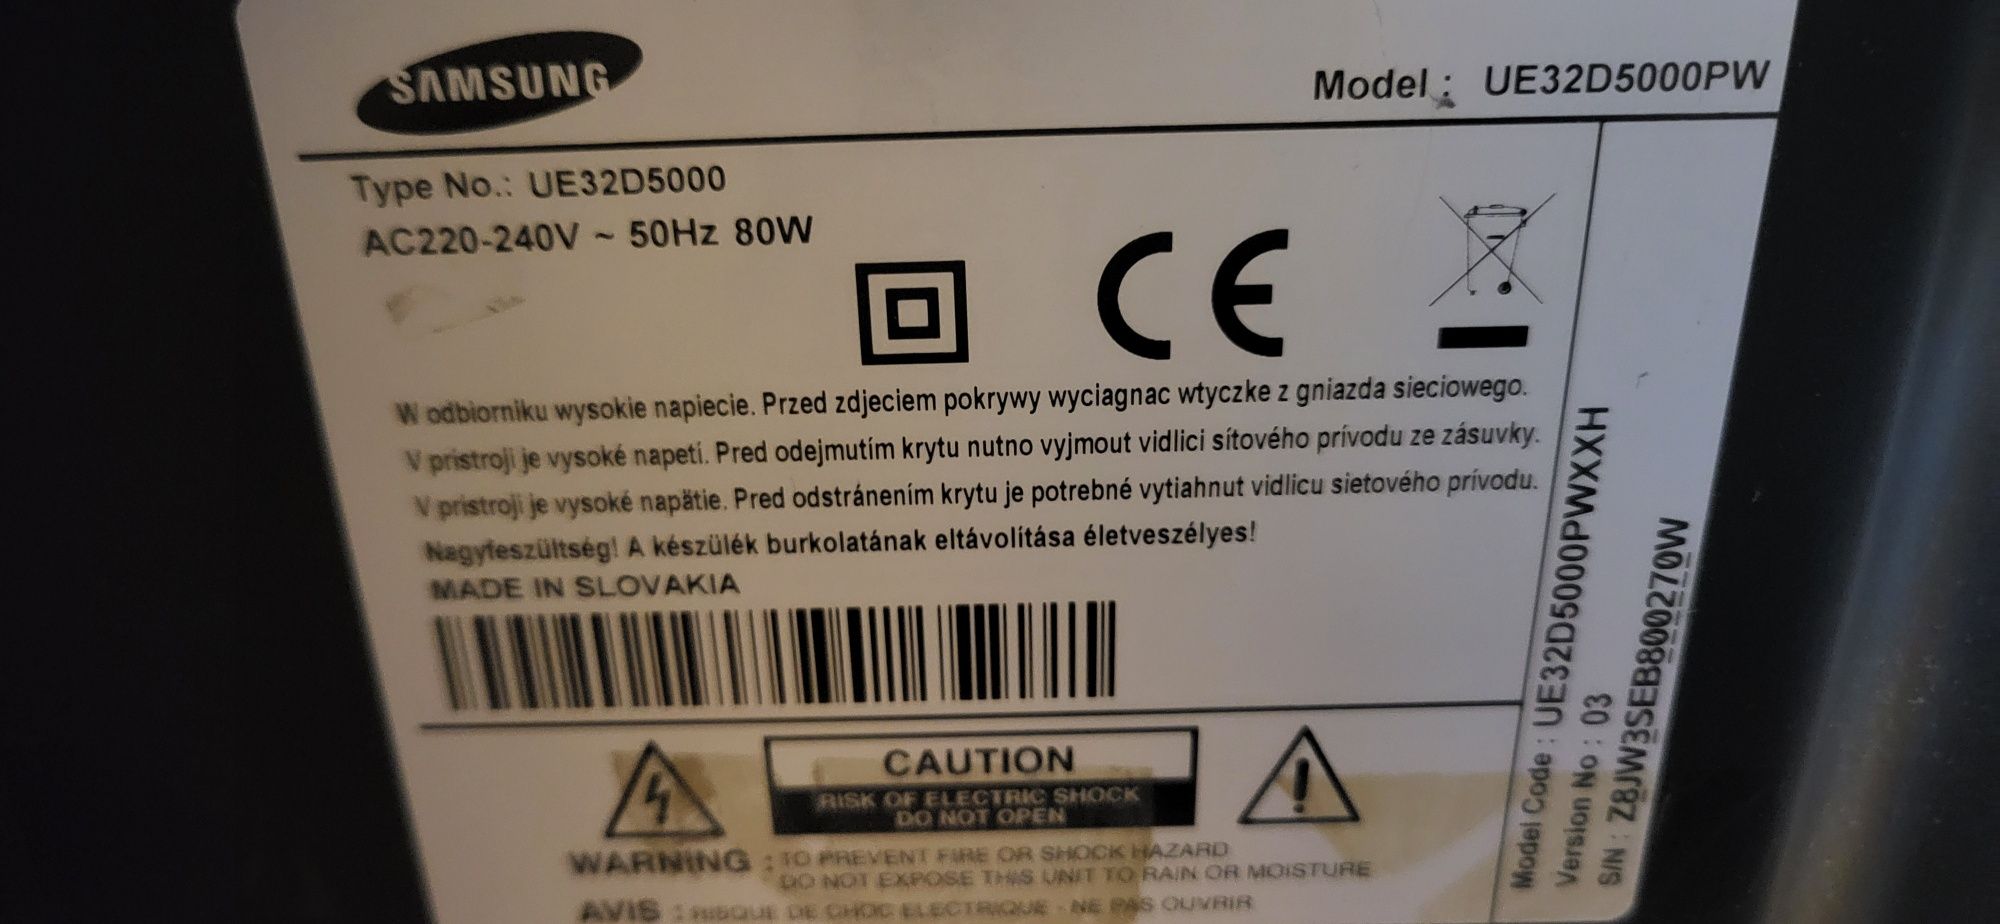 SAMSUNG
Model : UE32D5000PW
Type No.: UE32D5000
AC220-240V ~ 50Hz 80W
CE
W odbiorniku wysokie napiecie. Przed zdjeciem pokrywy wyciagnac wtyczke z gniazda sieciowego.
V pristroji je vysoké napetí. Pred odejmutím krytu nutno vyjmout vidlici sítového prívodu ze zásuvky.
V pristroji je vysoké napätie. Pred odstránením krytu je potrebné vytiahnut vidlicu sietového prívodu.
Nagyfeszültség! A készülék burkolatának eltávolítása életveszélyes!
MADE IN SLOVAKIA
CAUTION
RISK OF ELECTRIC SHOCK
DO NOT OPEN
WARNING : TO PREVENT FIRE OR SHOCK HAZARD
DO NOT EXPOSE THIS UNIT TO RAIN OR MOISTURE
AVIS : RISQUE DE CHOC ELECTRIQUE - NE PAS OUVRIR
Model Code : UE32D5000PWXXH
Version No : 03
S/N : Z8JW3SEB800270W